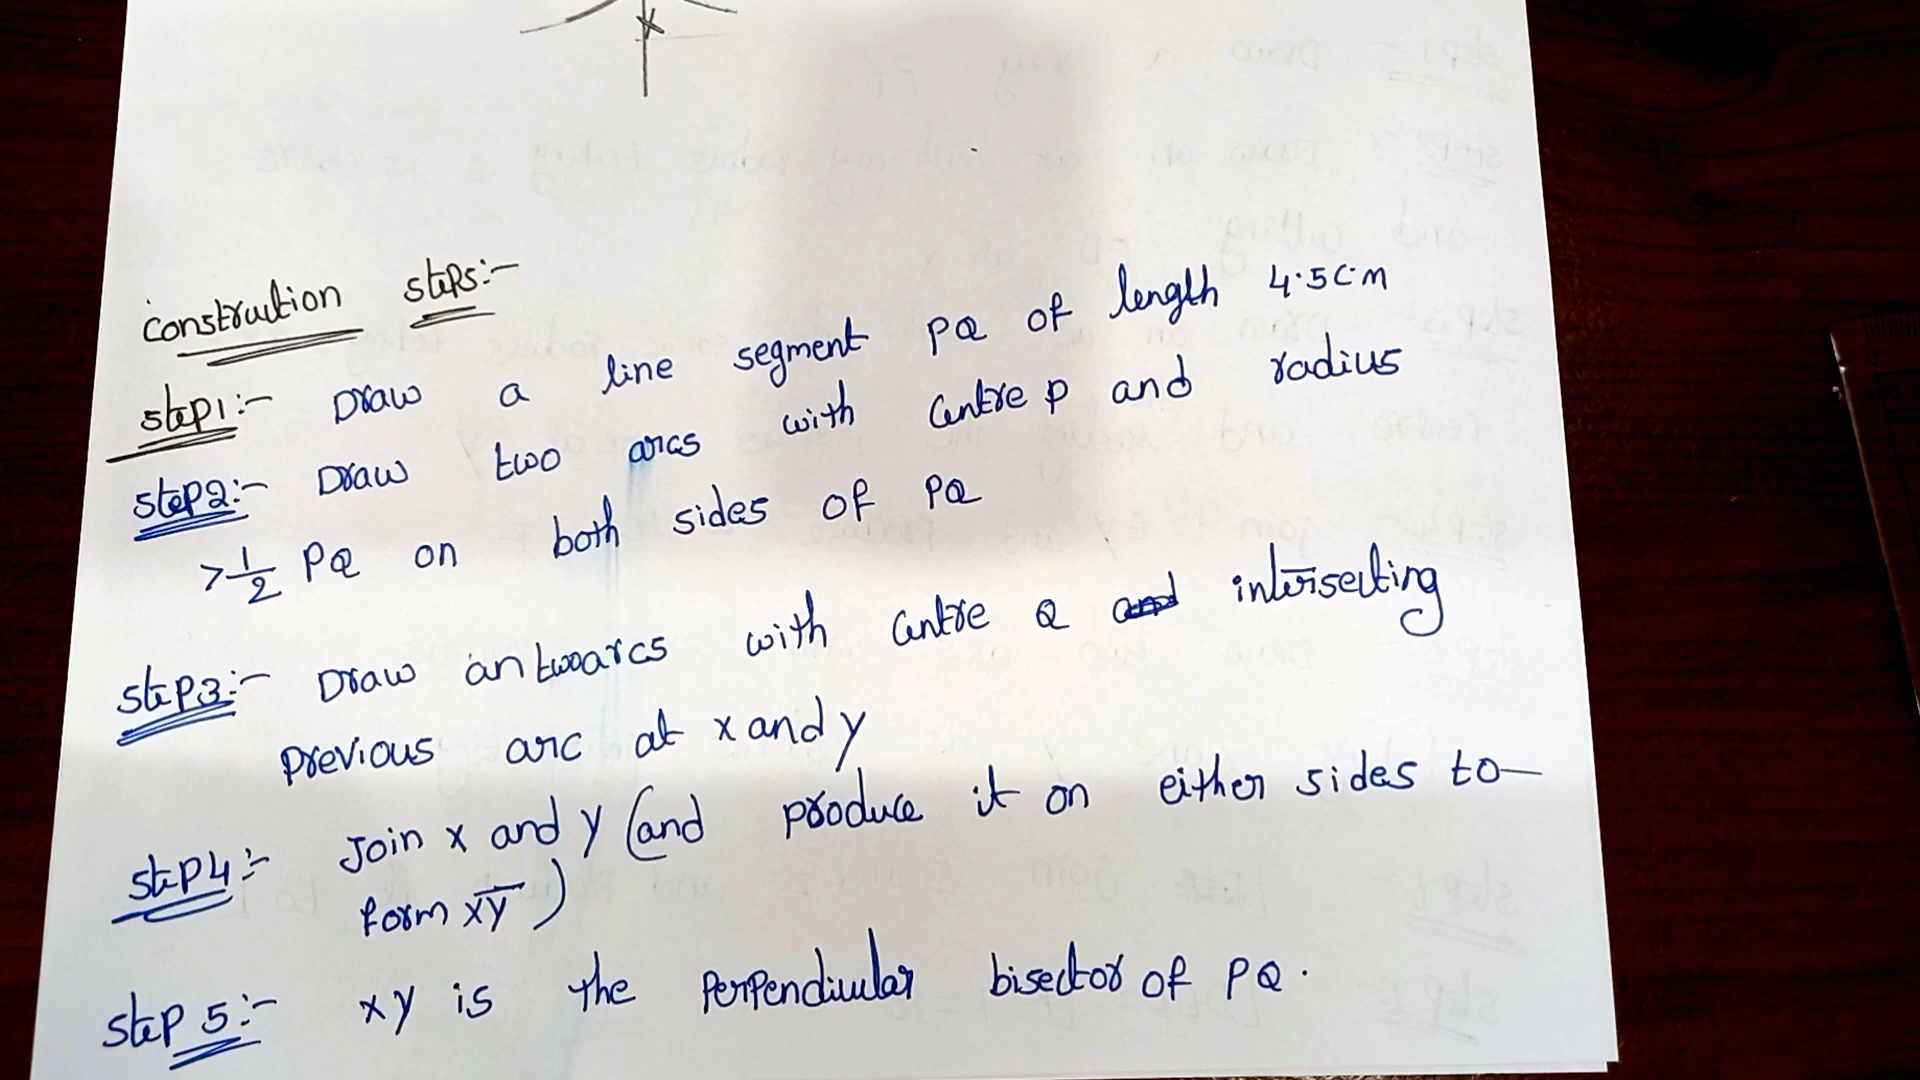 x
construction steps:-
step1:- Draw a line segment PQ of length 4.5cm
step2:- Draw two arcs with centre p and radius
>1/2 PQ on both sides of PQ
step3:- Draw an twoarcs with centre Q intersecting
previous arc at x and y
step4:- Join x and y (and produce it on either sides to
form xy)
step 5:- xy is the perpendicular bisector of PQ.